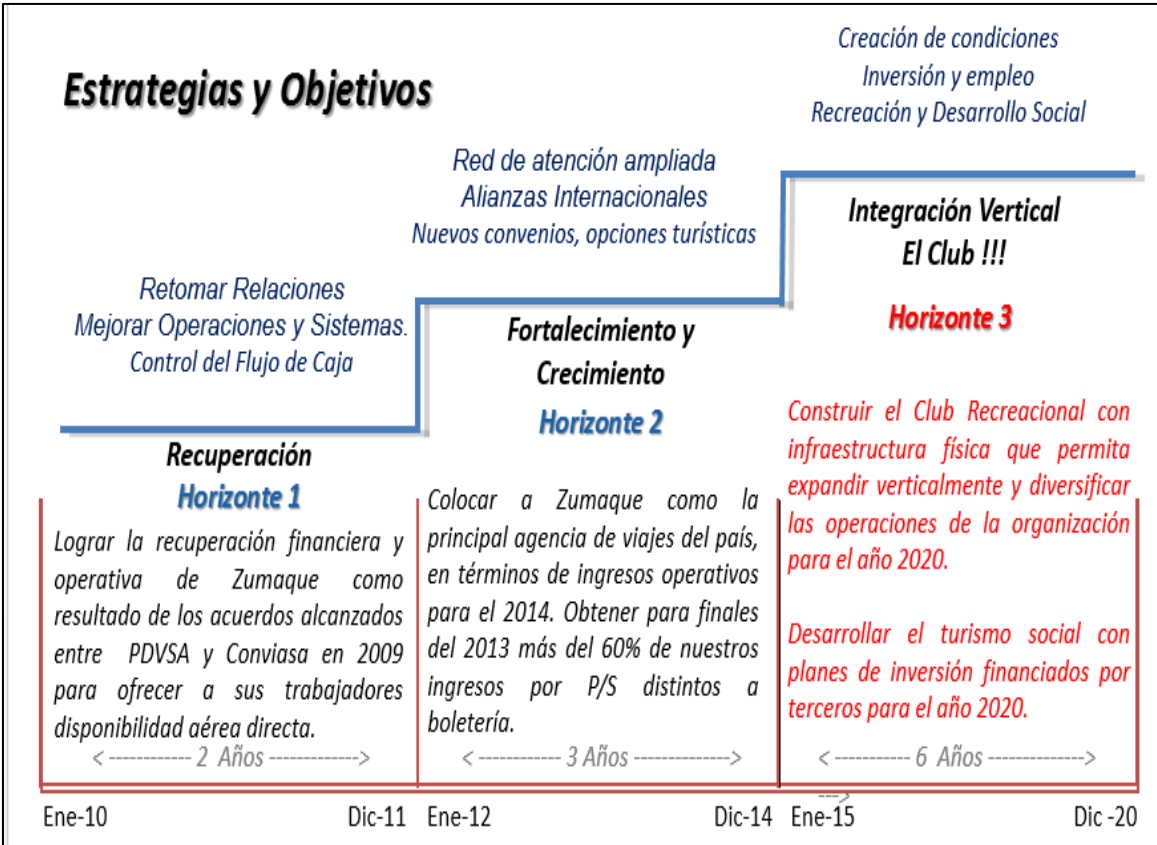 Estrategias y Objetivos
Creación de condiciones
Inversión y empleo
Recreación y Desarrollo Social
Red de atención ampliada
Alianzas Internacionales
Nuevos convenios, opciones turísticas
Retomar Relaciones
Mejorar Operaciones y Sistemas.
Control del Flujo de Caja
Recuperación
Horizonte 1
Lograr la recuperación financiera y
operativa de Zumaque como
resultado de los acuerdos alcanzados
entre PDVSA y Conviasa en 2009
para ofrecer a sus trabajadores
disponibilidad aérea directa.
< ------------ 2 Años ------------->
Fortalecimiento y
Crecimiento
Horizonte 2
Colocar a Zumaque como la
principal agencia de viajes del país,
en términos de ingresos operativos
para el 2014. Obtener para finales
del 2013 más del 60% de nuestros
ingresos por P/S distintos a
boletería.
< ------------ 3 Años ------------->
Integración Vertical
El Club !!!
Horizonte 3
Construir el Club Recreacional con
infraestructura física que permita
expandir verticalmente y diversificar
las operaciones de la organización
para el año 2020.
Desarrollar el turismo social con
planes de inversión financiados por
terceros para el año 2020.
< ----------- 6 Años -------------->
--->
Ene-10 Dic-11 Ene-12 Dic-14 Ene-15 Dic -20